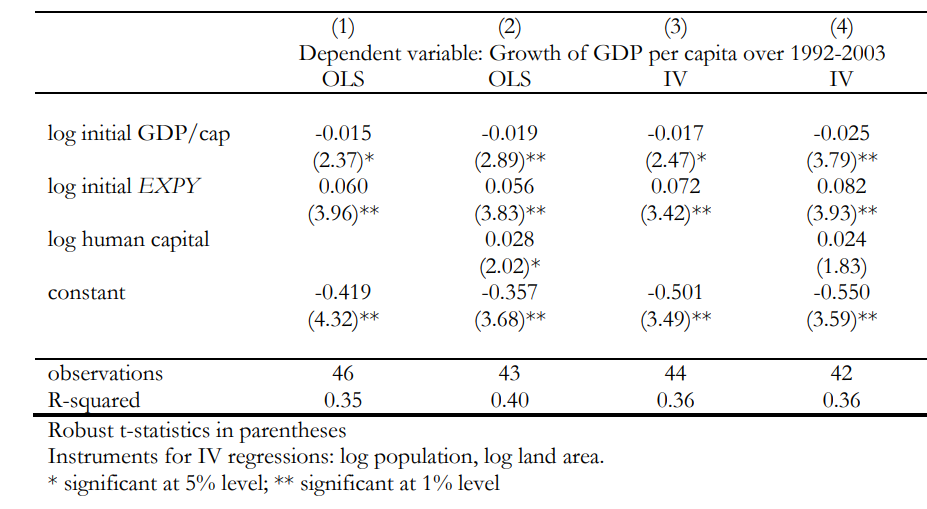 (1) (2) (3) (4)
Dependent variable: Growth of GDP per capita over 1992-2003
OLS OLS IV IV
log initial GDP/cap -0.015 -0.019 -0.017 -0.025
(2.37)* (2.89)** (2.47)* (3.79)**
log initial EXPY 0.060 0.056 0.072 0.082
(3.96)** (3.83)** (3.42)** (3.93)**
log human capital 0.028 0.024
(2.02)* (1.83)
constant -0.419 -0.357 -0.501 -0.550
(4.32)** (3.68)** (3.49)** (3.59)**
observations 46 43 44 42
R-squared 0.35 0.40 0.36 0.36
Robust t-statistics in parentheses
Instruments for IV regressions: log population, log land area.
* significant at 5% level; ** significant at 1% level